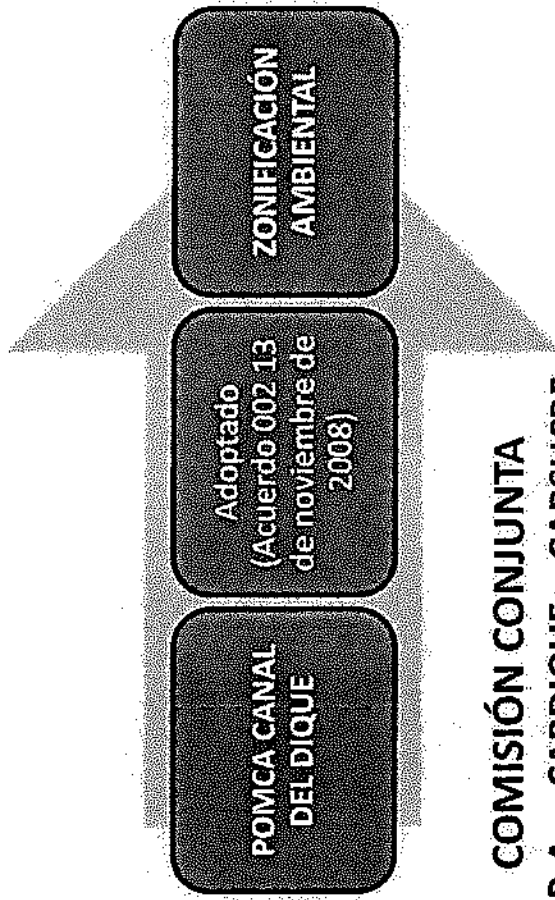 POMCA CANAL
DEL DIQUE
Adoptado
(Acuerdo 002 13
de noviembre de
2008)
ZONIFICACIÓN
AMBIENTAL
COMISIÓN CONJUNTA